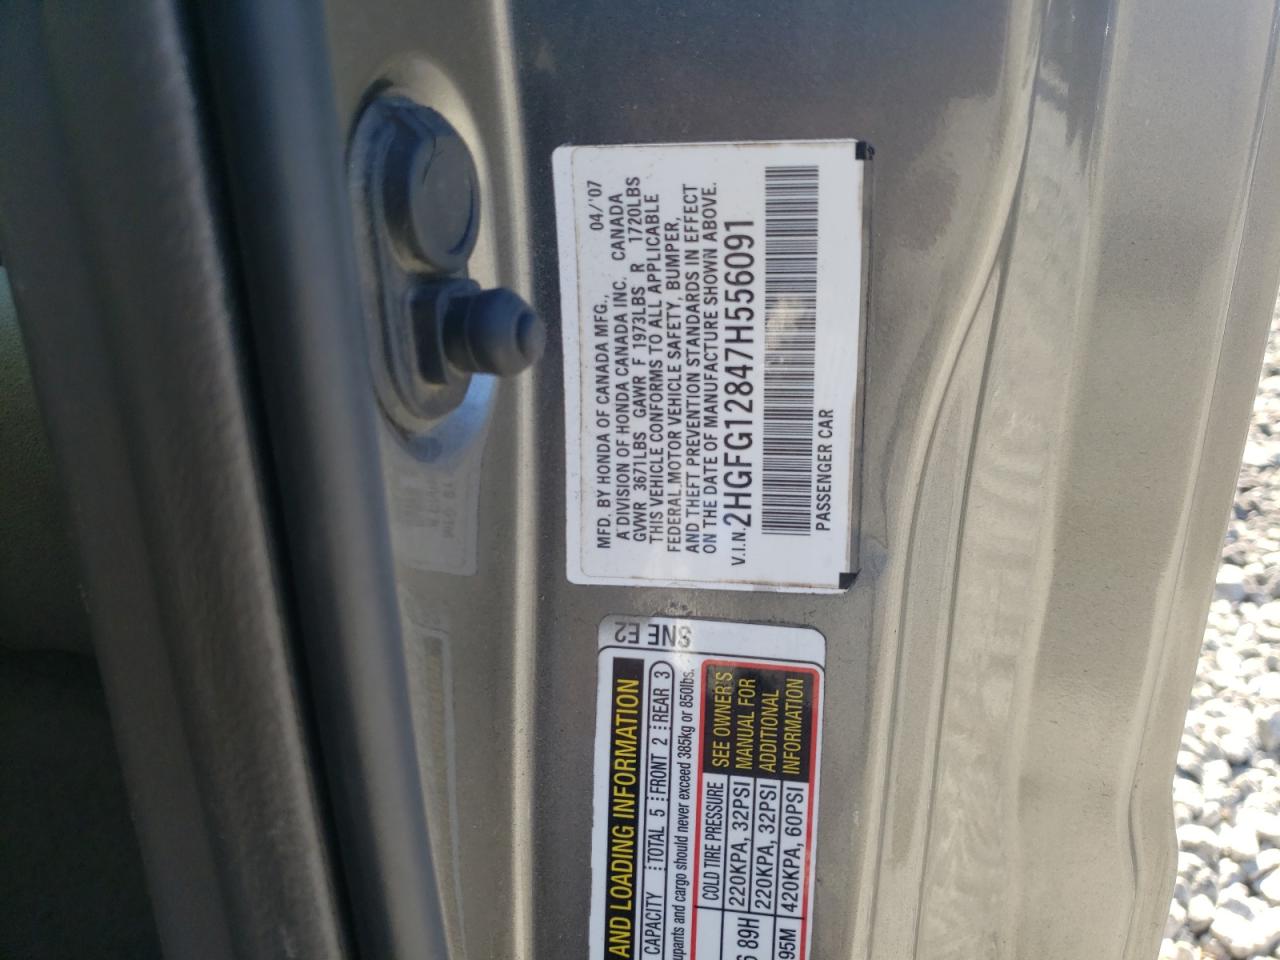 04/'07
MFD. BY HONDA OF CANADA MFG.,
A DIVISION OF HONDA CANADA INC. CANADA
GVWR 3671LBS GAWR F 1973LBS R 1720LBS
THIS VEHICLE CONFORMS TO ALL APPLICABLE
FEDERAL MOTOR VEHICLE SAFETY, BUMPER,
AND THEFT PREVENTION STANDARDS IN EFFECT
ON THE DATE OF MANUFACTURE SHOWN ABOVE.
V.I.N. 2HGFG12847H556091
PASSENGER CAR
SNE E2
AND LOADING INFORMATION
CAPACITY TOTAL 5 FRONT 2 REAR 3
upants and cargo should never exceed 385kg or 850lbs.
COLD TIRE PRESSURE
89H 220KPA, 32PSI
220KPA, 32PSI
95M 420KPA, 60PSI
SEE OWNER'S
MANUAL FOR
ADDITIONAL
INFORMATION